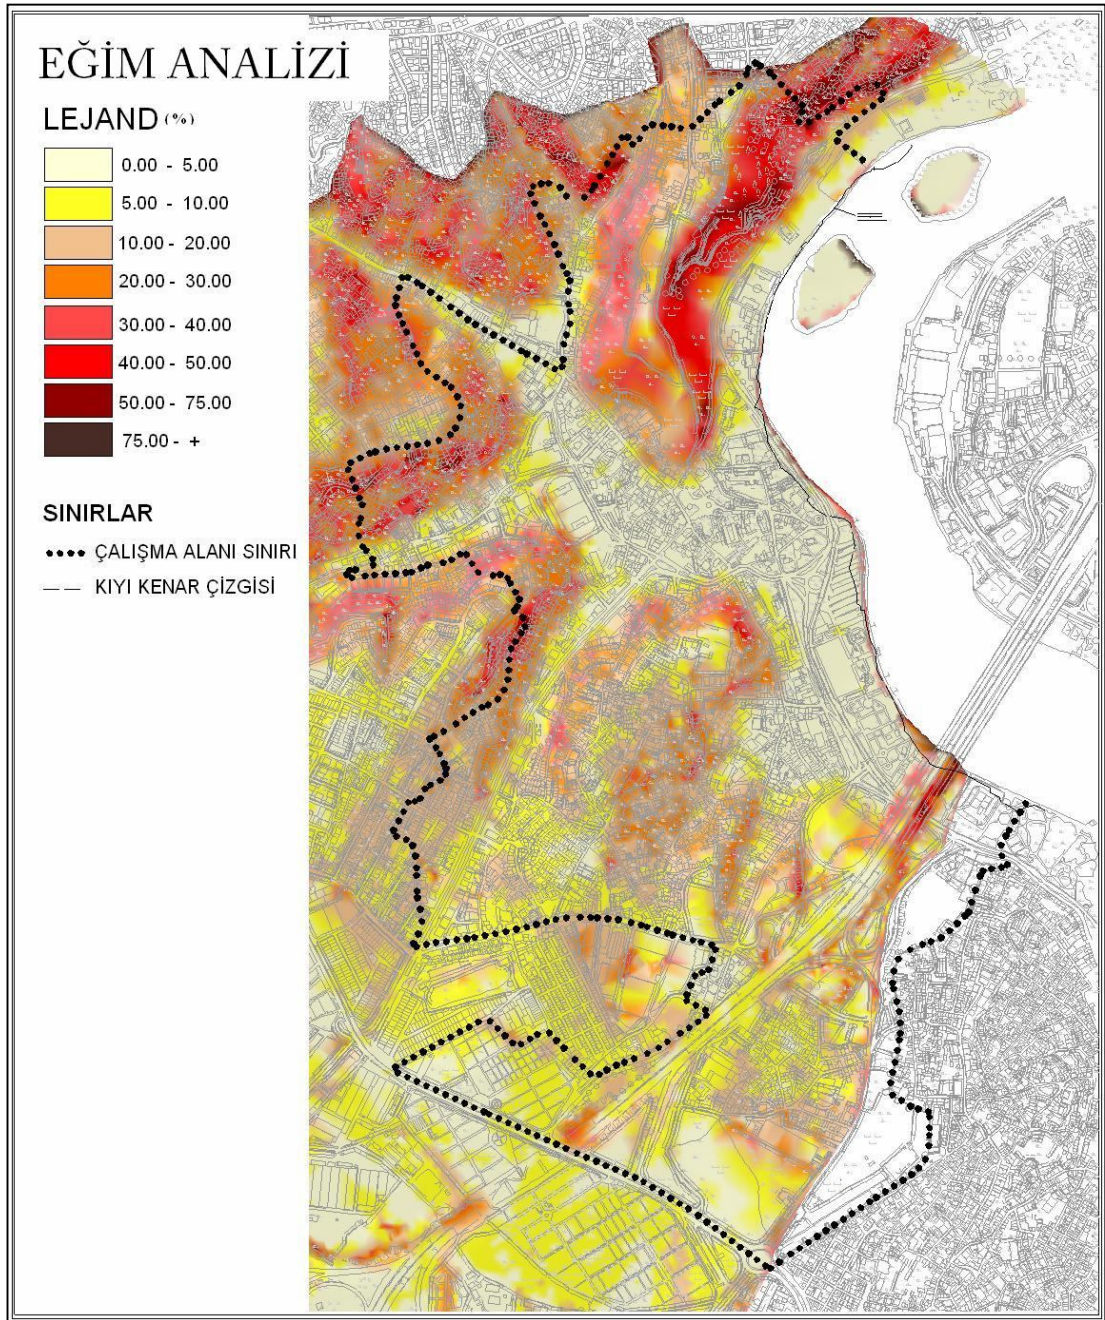 EĞİM ANALİZİ
LEJAND (%)
0.00 - 5.00
5.00 - 10.00
10.00 - 20.00
20.00 - 30.00
30.00 - 40.00
40.00 - 50.00
50.00 - 75.00
75.00 - +
SINIRLAR
ÇALIŞMA ALANI SINIRI
KIYI KENAR ÇİZGİSİ